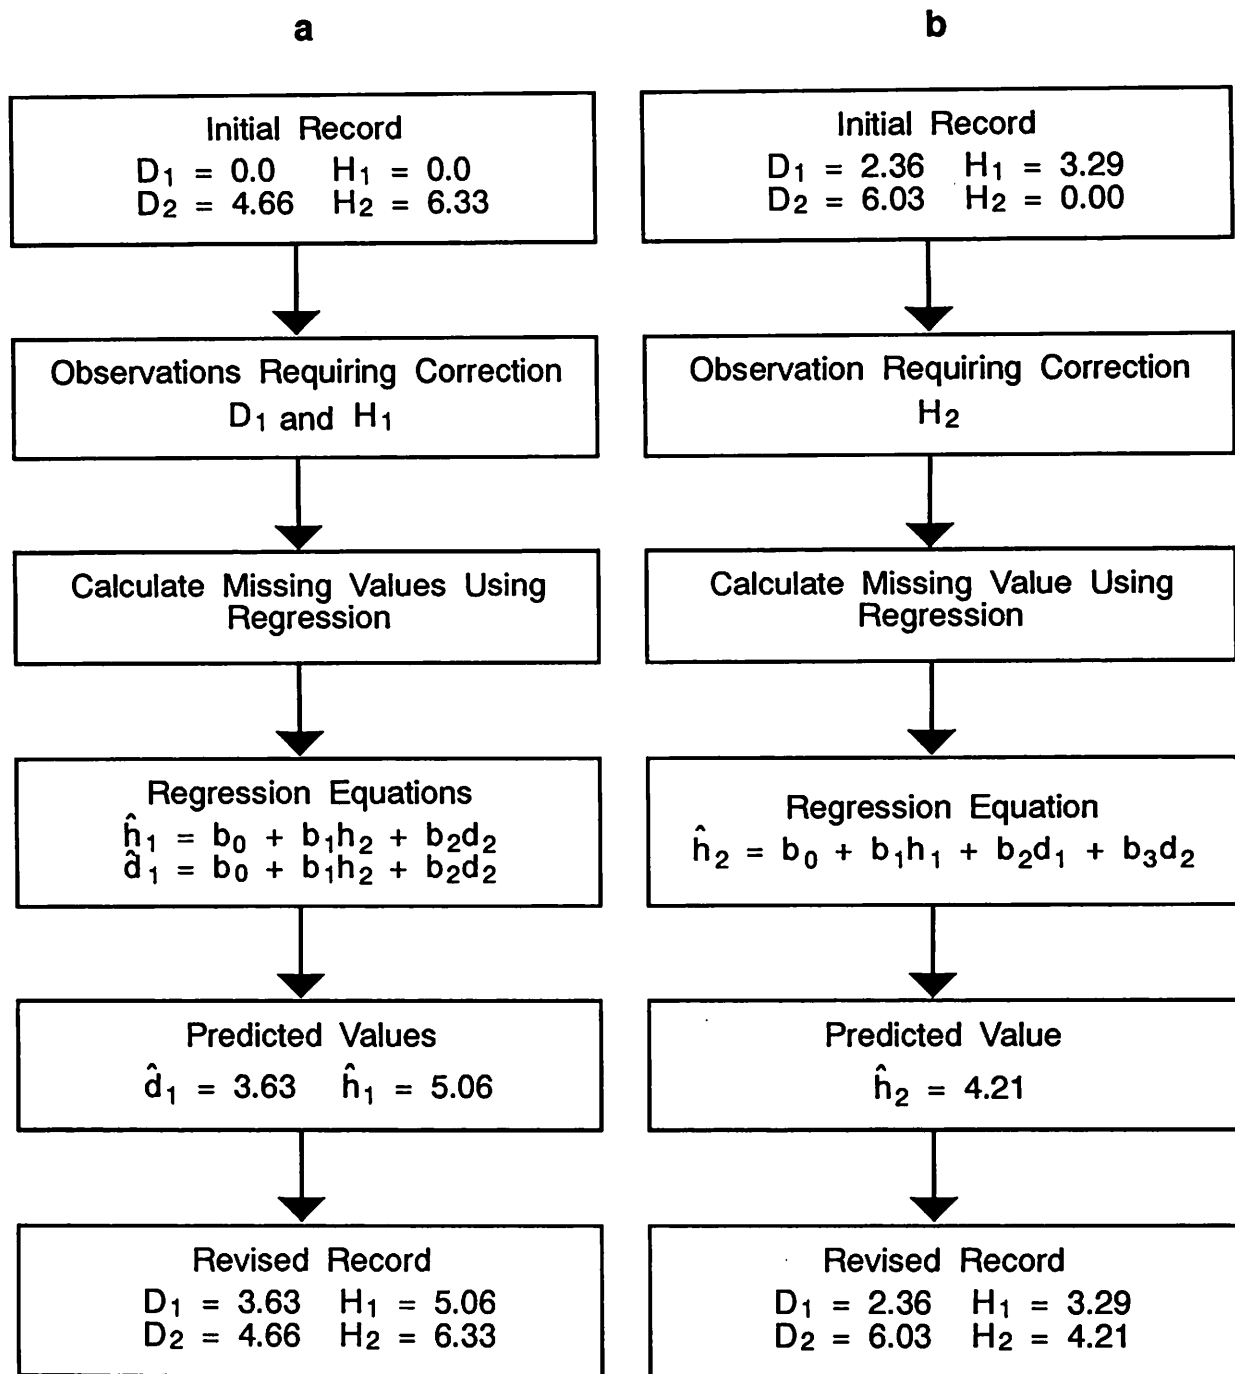 a
Initial Record
D₁ = 0.0 H₁ = 0.0
D₂ = 4.66 H₂ = 6.33
Observations Requiring Correction
D₁ and H₁
Calculate Missing Values Using
Regression
Regression Equations
ĥ₁ = b₀ + b₁h₂ + b₂d₂
d̂₁ = b₀ + b₁h₂ + b₂d₂
Predicted Values
d̂₁ = 3.63 ĥ₁ = 5.06
Revised Record
D₁ = 3.63 H₁ = 5.06
D₂ = 4.66 H₂ = 6.33
b
Initial Record
D₁ = 2.36 H₁ = 3.29
D₂ = 6.03 H₂ = 0.00
Observation Requiring Correction
H₂
Calculate Missing Value Using
Regression
Regression Equation
ĥ₂ = b₀ + b₁h₁ + b₂d₁ + b₃d₂
Predicted Value
ĥ₂ = 4.21
Revised Record
D₁ = 2.36 H₁ = 3.29
D₂ = 6.03 H₂ = 4.21